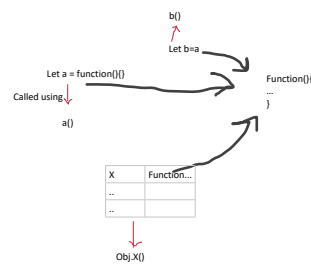 b()
Let b=a
Let a = function(){}
Function(){
...
}
Called using
a()
X Function...
..
..
Obj.X()